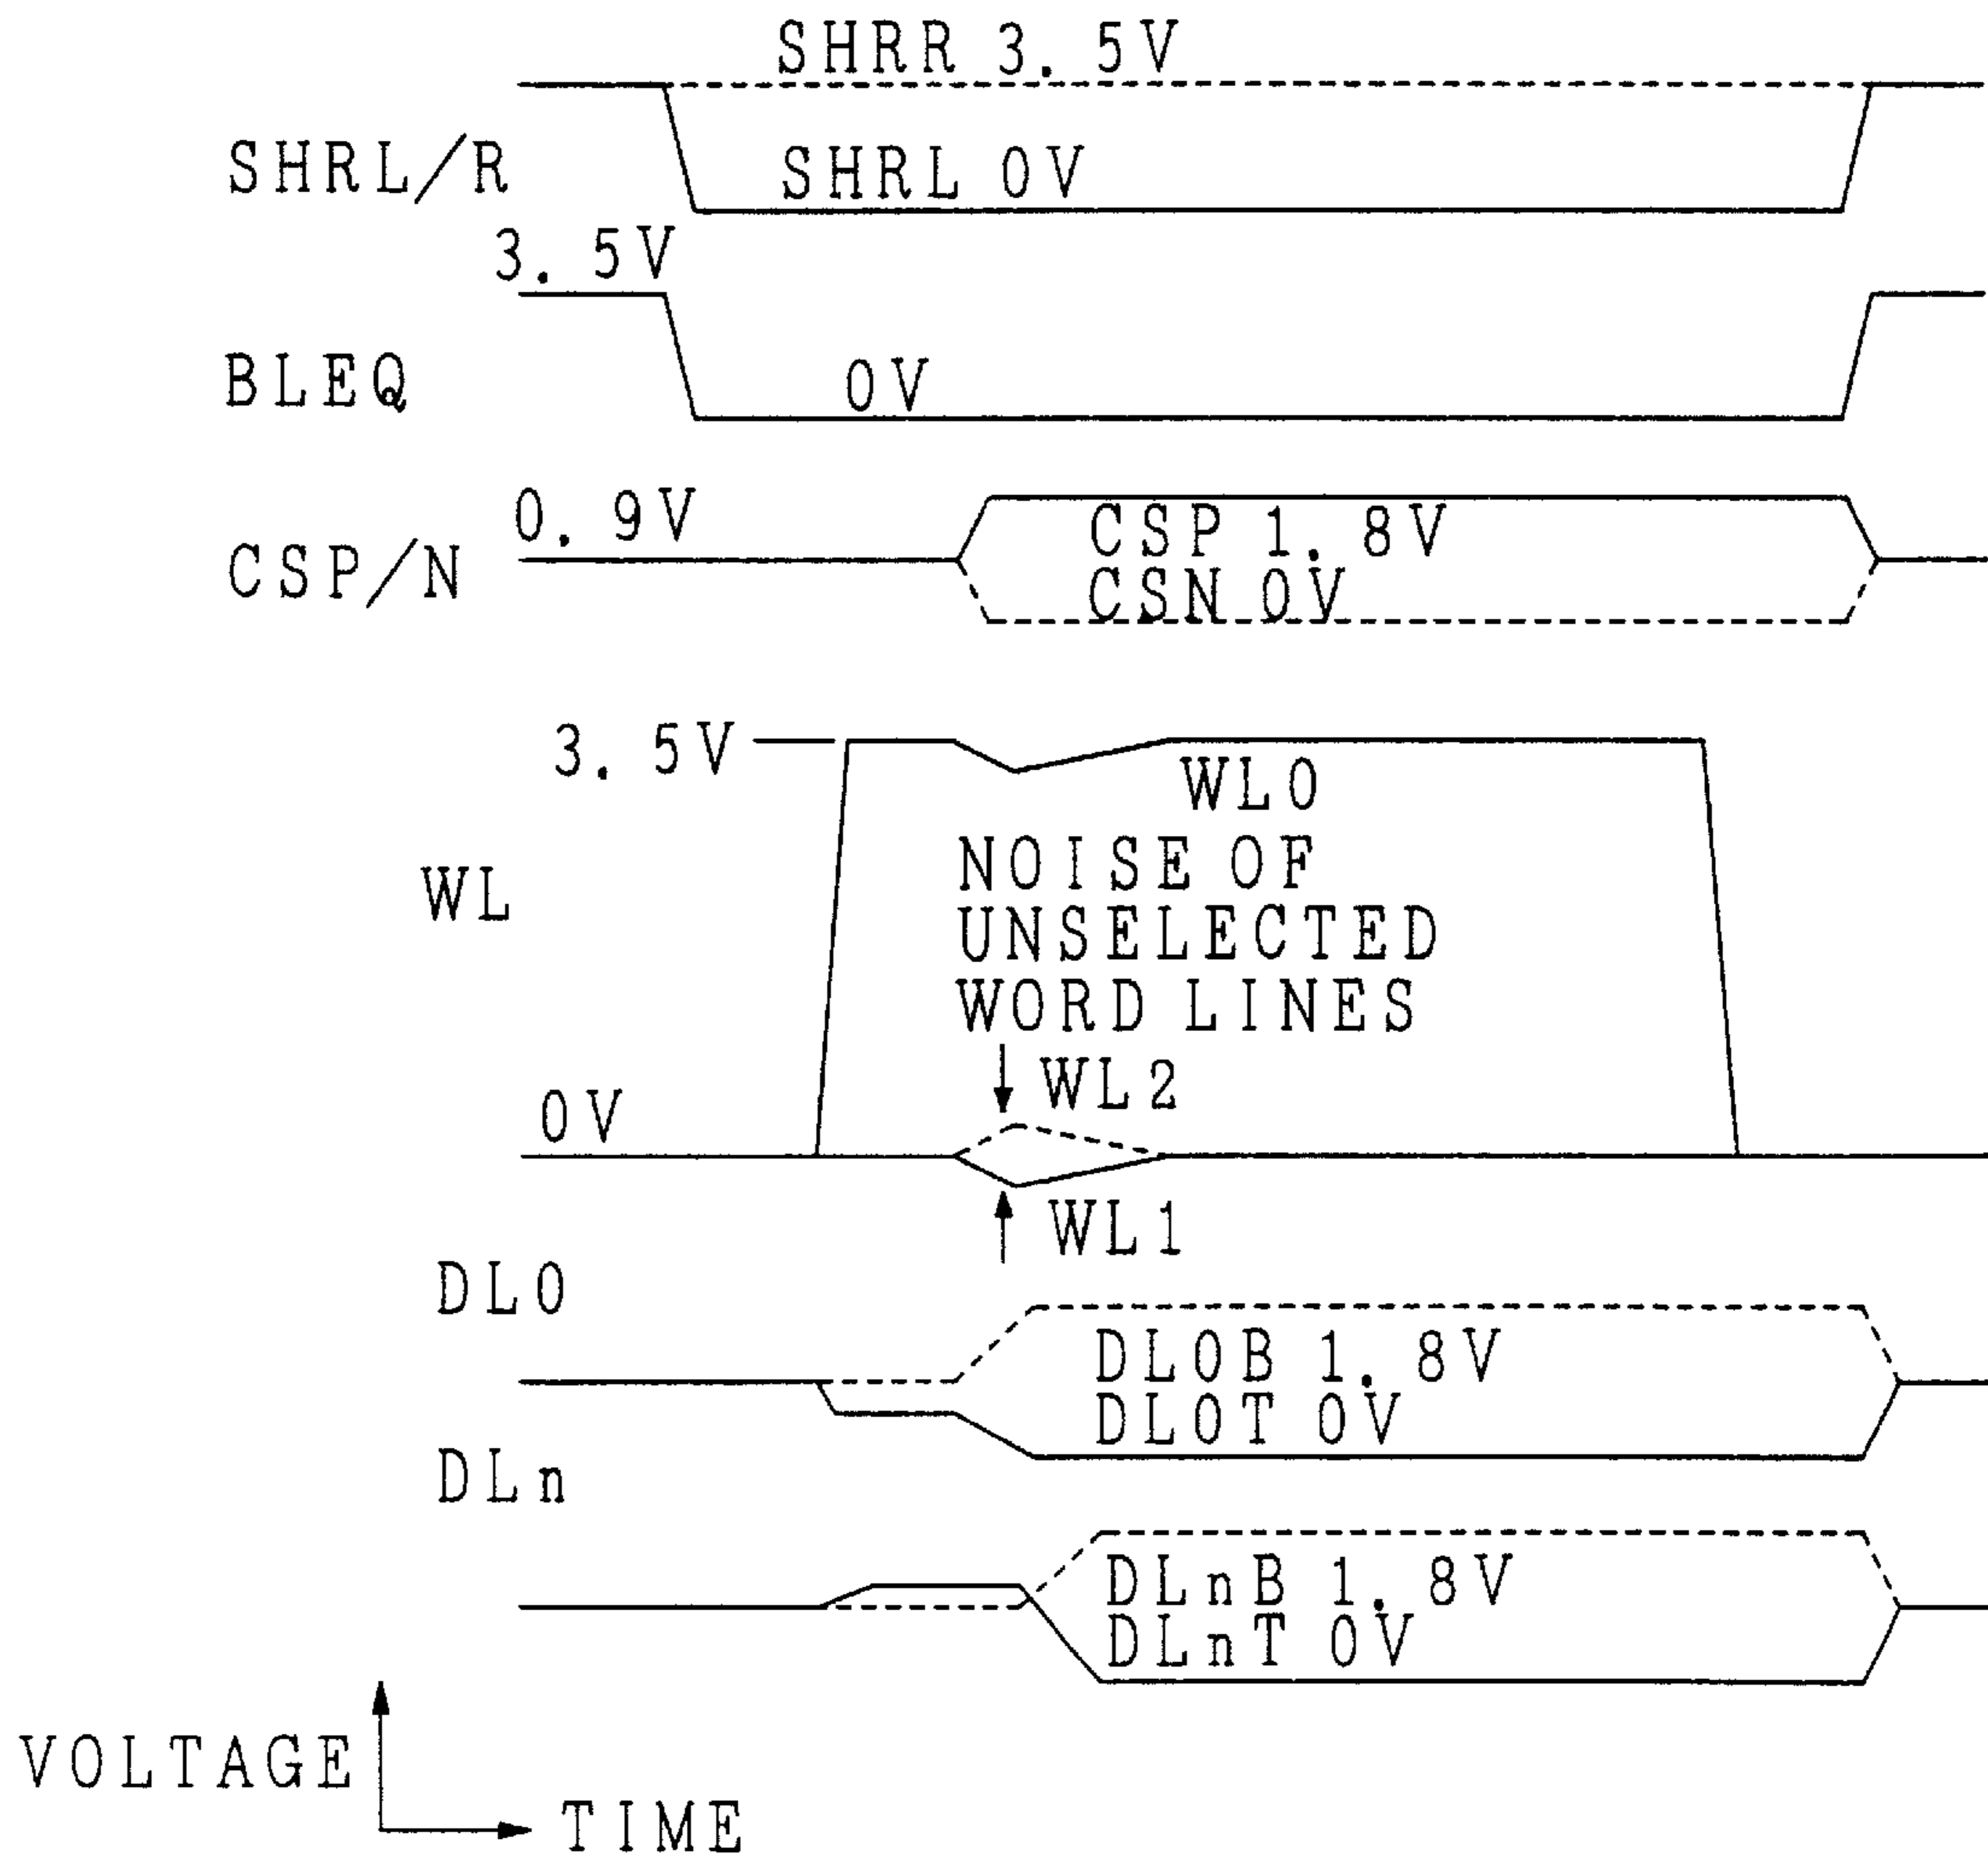 SHRR 3. 5V
SHRL/R
SHRL 0V
3. 5V
BLEQ
0V
0. 9V
CSP/N
CSP 1. 8V
CSN 0V
3. 5V
WL0
WL
NOISE OF
UNSELECTED
WORD LINES
WL2
0V
WL1
DL0
DL0B 1. 8V
DL0T 0V
DLn
DLnB 1. 8V
DLnT 0V
VOLTAGE
TIME